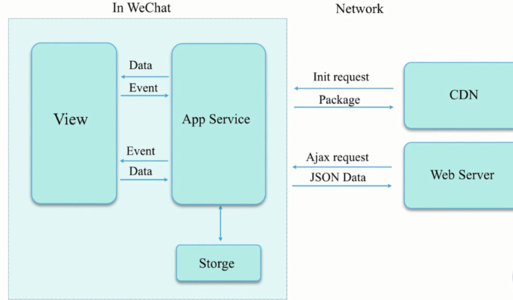 In WeChat
Network
View
Data
Event
Event
Data
App Service
Storge
Init request
Package
CDN
Ajax request
JSON Data
Web Server